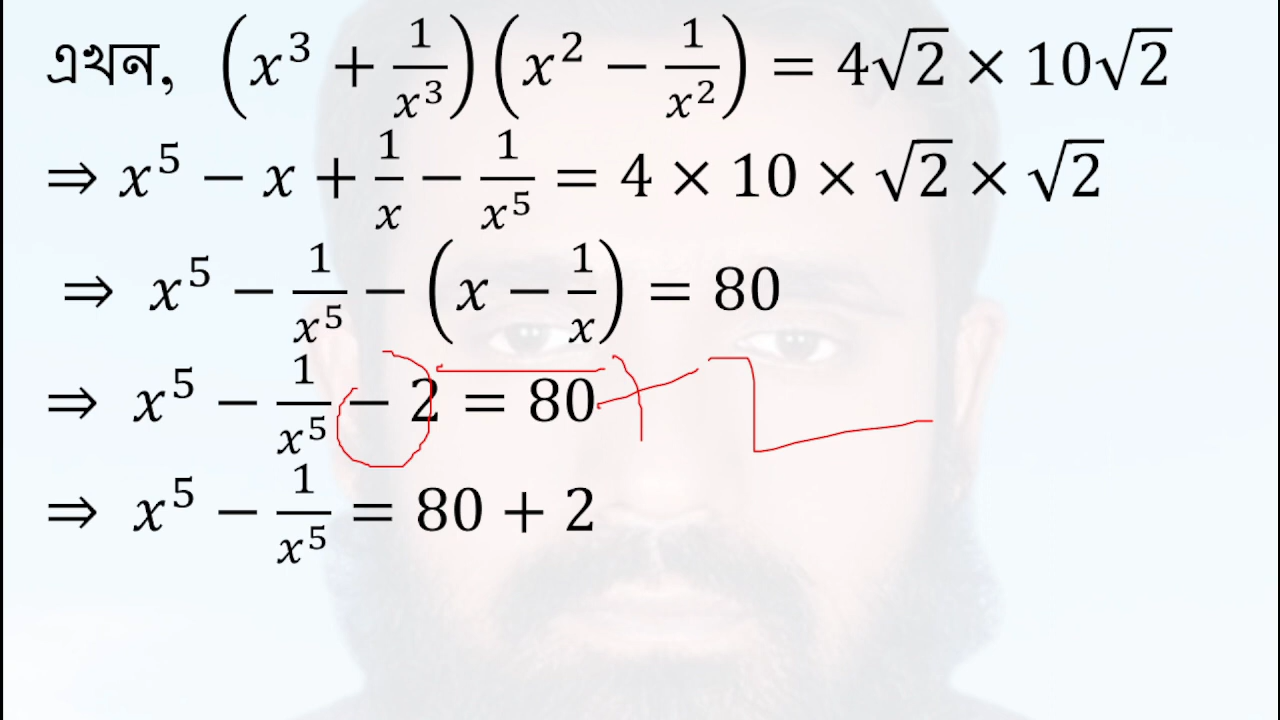 এখন, (x³ + 1/x³)(x² − 1/x²) = 4√2 × 10√2
⇒ x⁵ − x + 1/x − 1/x⁵ = 4 × 10 × √2 × √2
⇒ x⁵ − 1/x⁵ − (x − 1/x) = 80
⇒ x⁵ − 1/x⁵ − 2 = 80
⇒ x⁵ − 1/x⁵ = 80 + 2